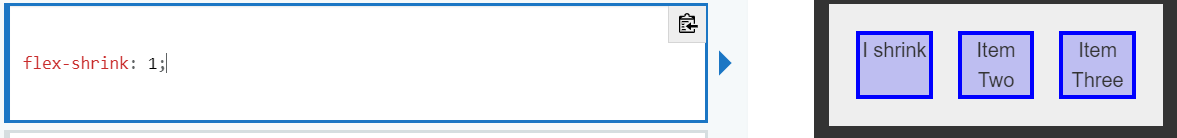 flex-shrink: 1;
I shrink
Item
Two
Item
Three